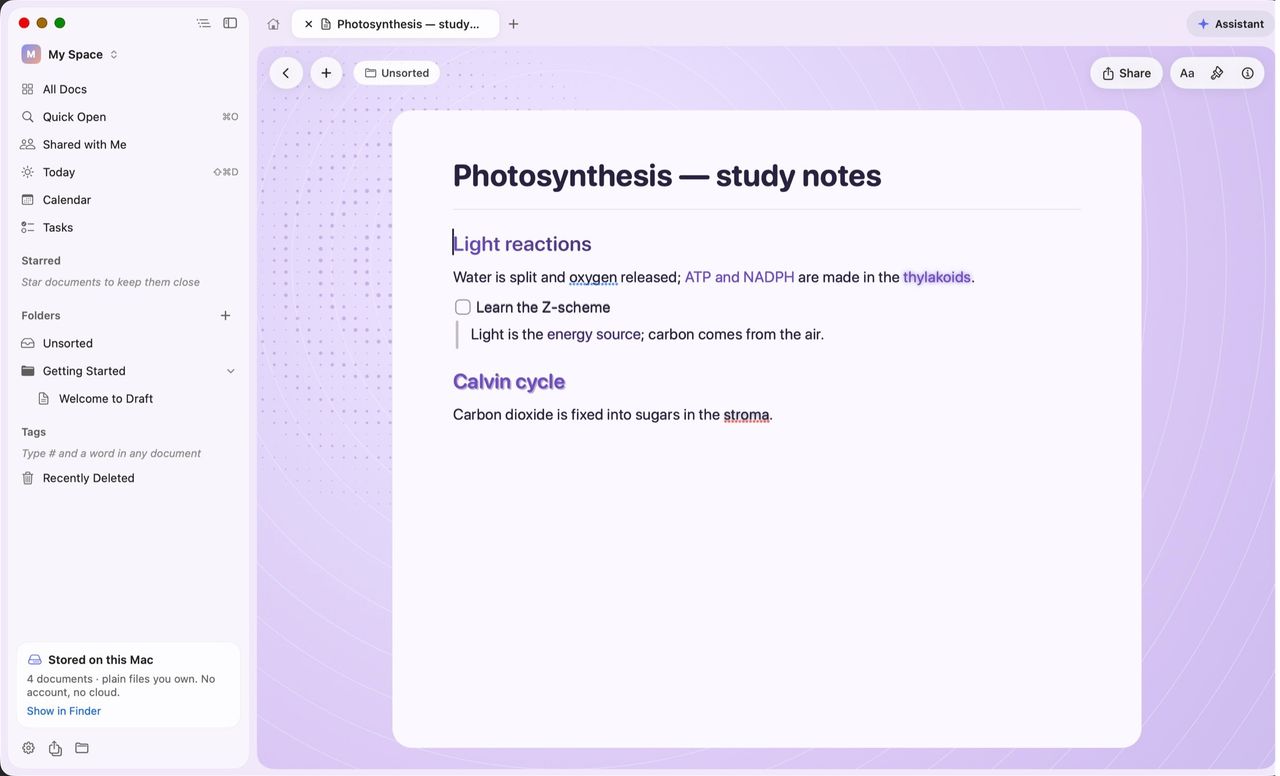 Photosynthesis — study...
Assistant
M My Space
All Docs
Quick Open ⌘O
Shared with Me
Today ⇧⌘D
Calendar
Tasks
Starred
Star documents to keep them close
Folders
Unsorted
Getting Started
Welcome to Draft
Tags
Type # and a word in any document
Recently Deleted
Stored on this Mac
4 documents · plain files you own. No
account, no cloud.
Show in Finder
Unsorted
Share
Aa
Photosynthesis — study notes
Light reactions
Water is split and oxygen released; ATP and NADPH are made in the thylakoids.
Learn the Z-scheme
Light is the energy source; carbon comes from the air.
Calvin cycle
Carbon dioxide is fixed into sugars in the stroma.